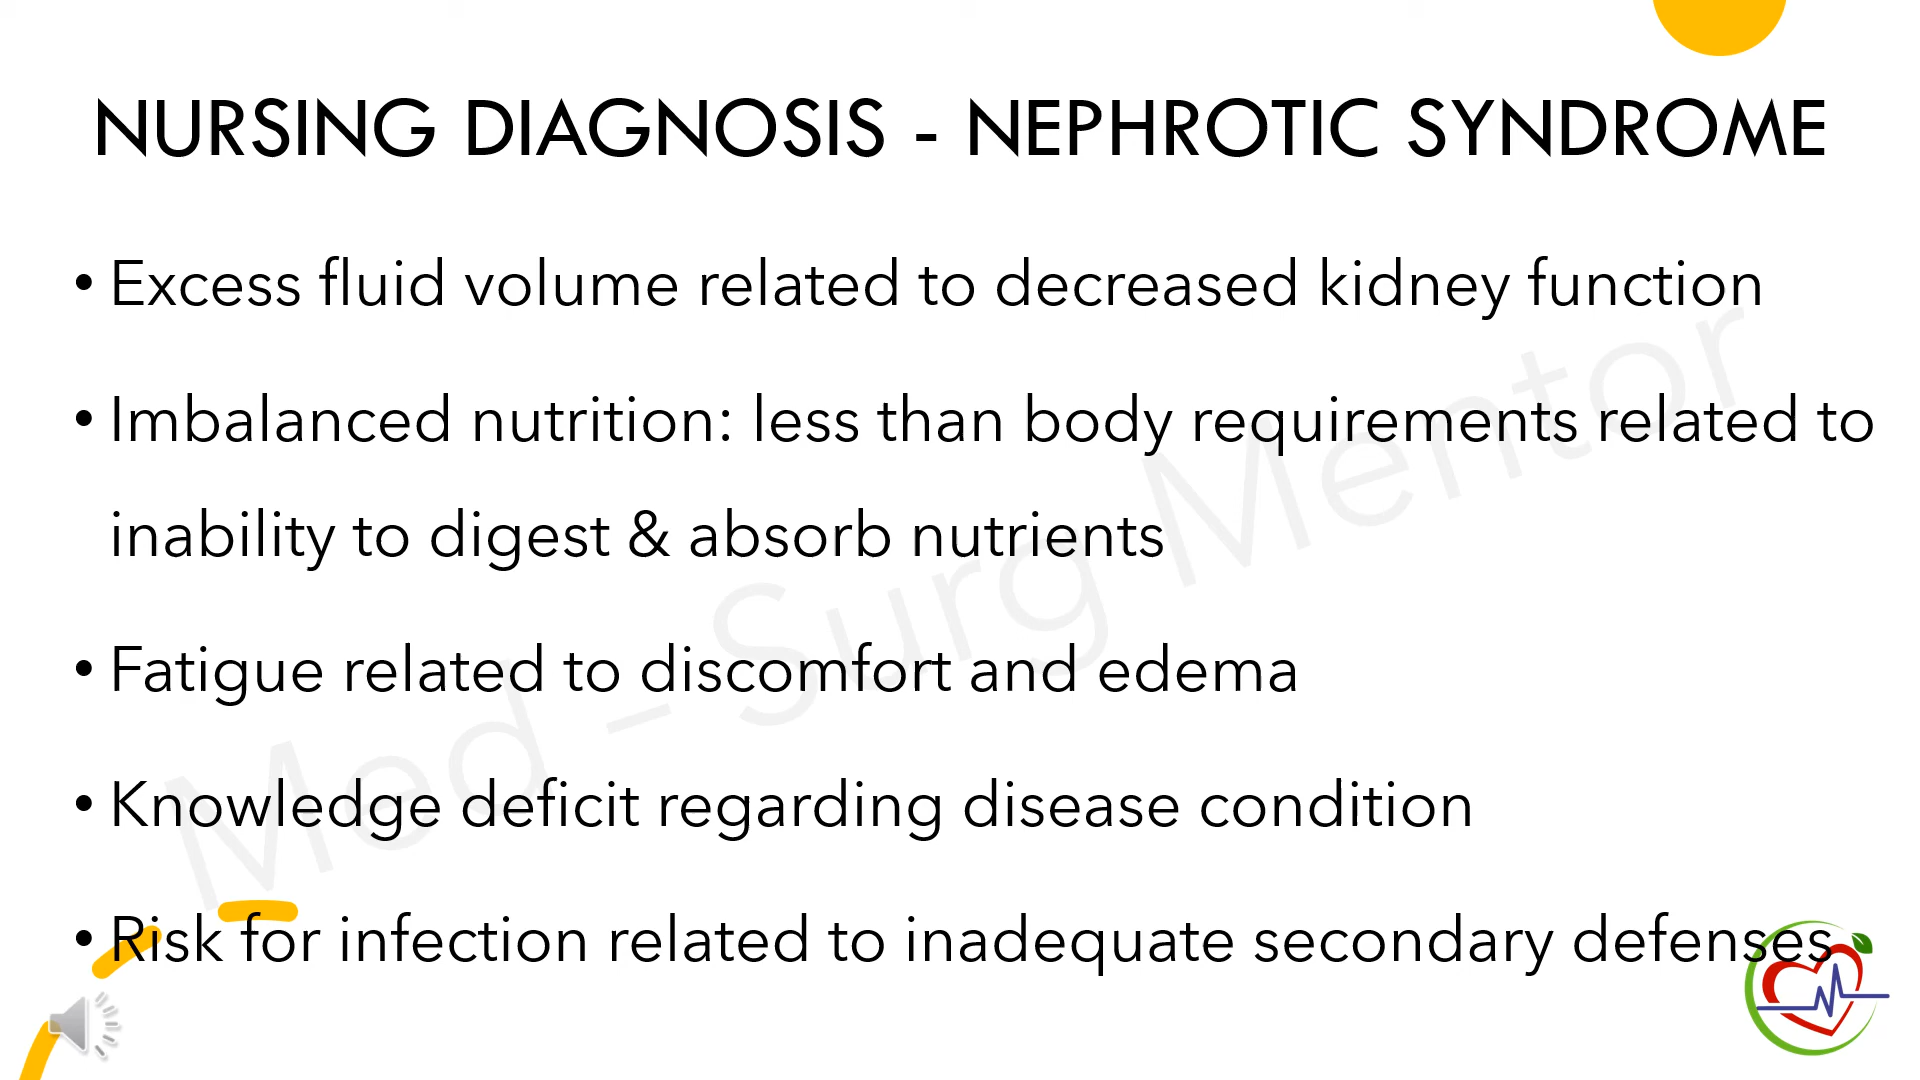 NURSING DIAGNOSIS - NEPHROTIC SYNDROME
• Excess fluid volume related to decreased kidney function
• Imbalanced nutrition: less than body requirements related to
inability to digest & absorb nutrients
• Fatigue related to discomfort and edema
• Knowledge deficit regarding disease condition
• Risk for infection related to inadequate secondary defenses
Med - Surg Mentor